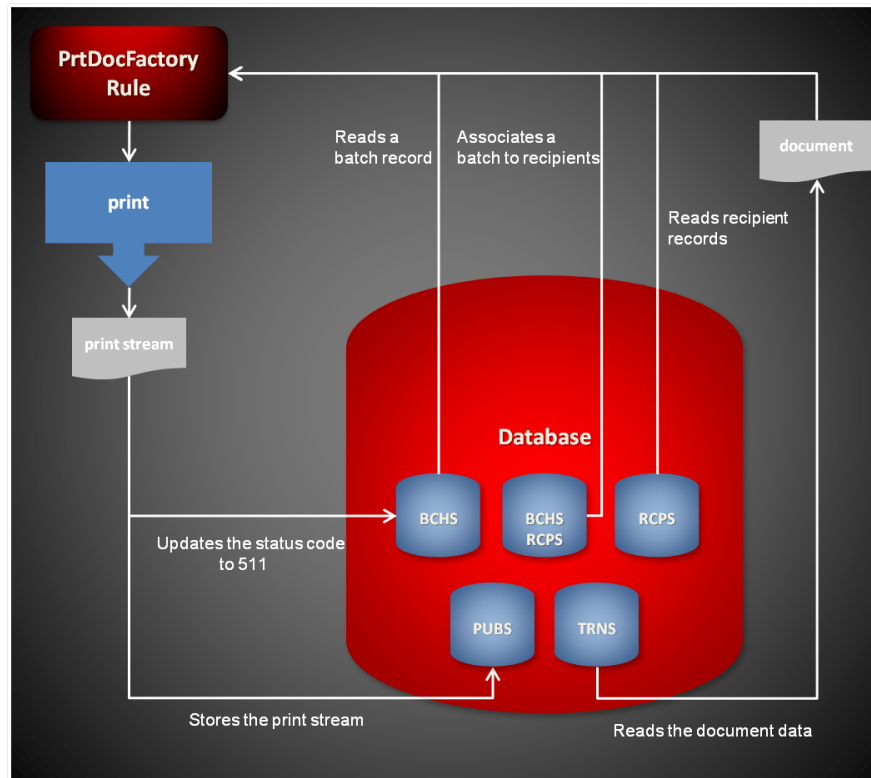 PrtDocFactory
Rule
Reads a
batch record
Associates a
batch to recipients
document
print
Reads recipient
records
print stream
Database
BCHS
BCHS
RCPS
RCPS
Updates the status code
to 511
PUBS
TRNS
Stores the print stream
Reads the document data